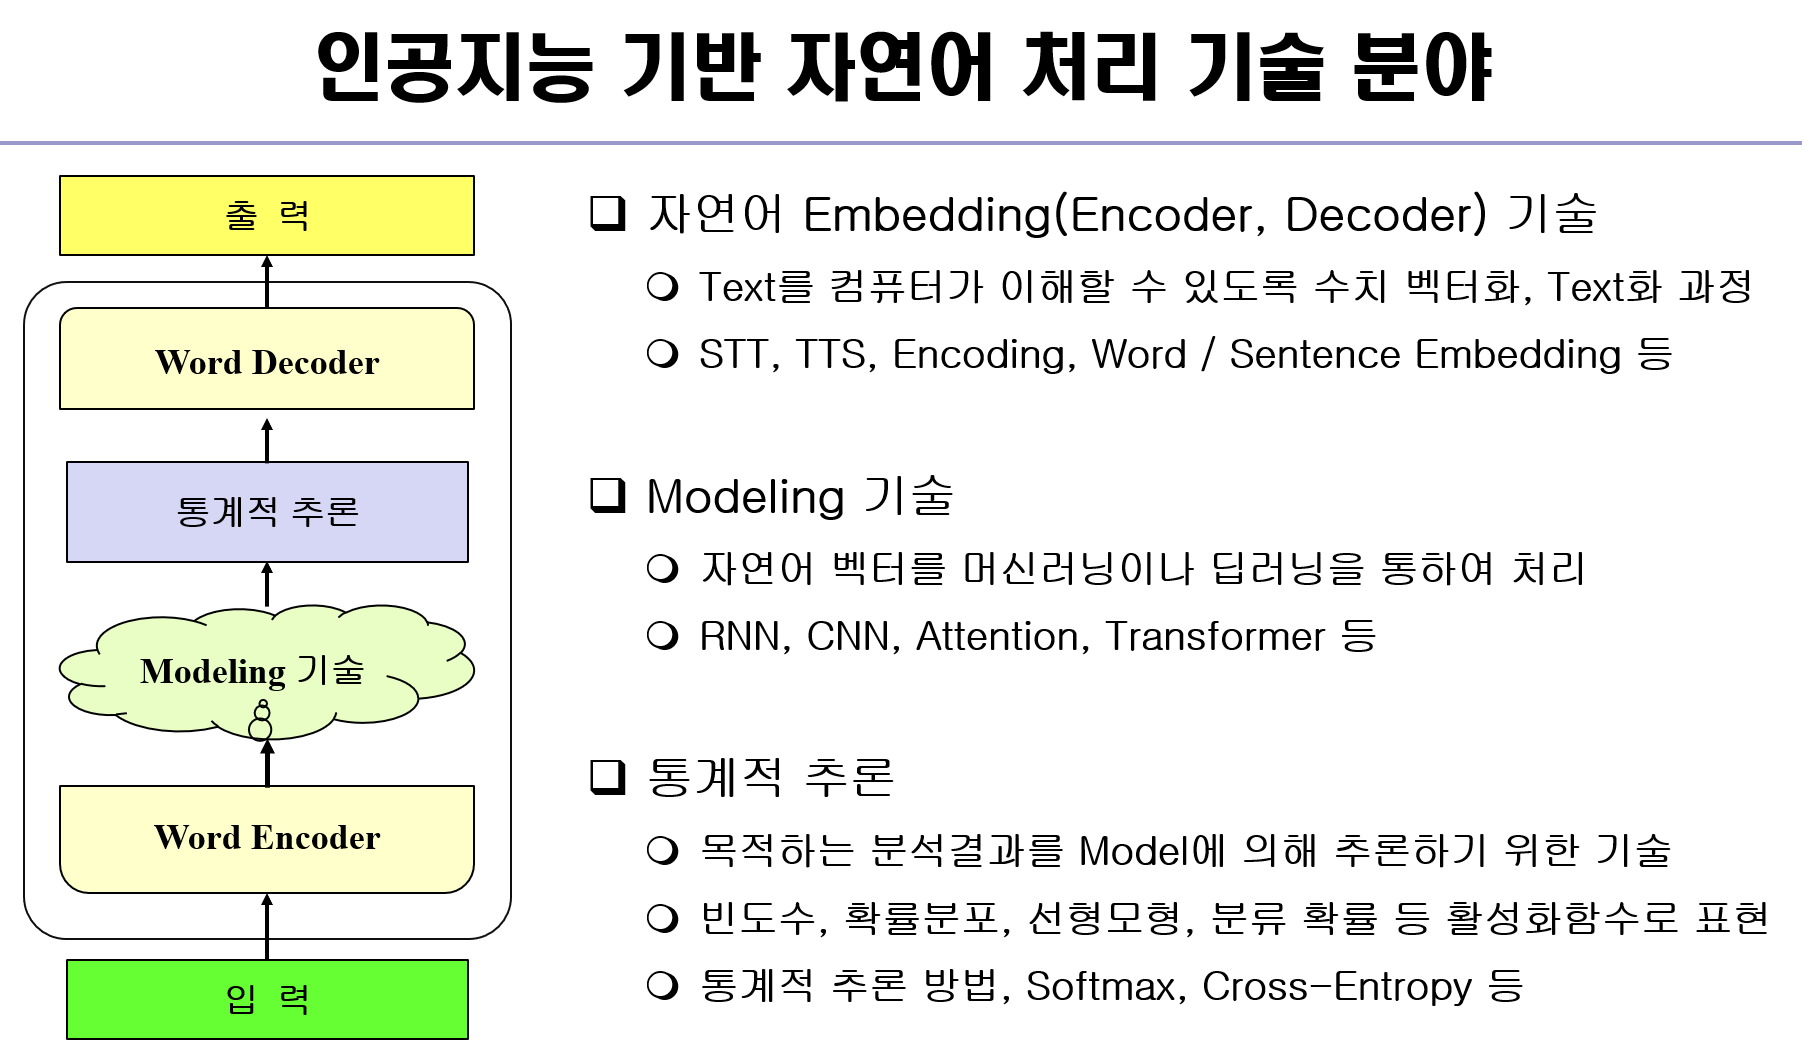 인공지능 기반 자연어 처리 기술 분야
출 력
Word Decoder
통계적 추론
Modeling 기술
Word Encoder
입 력
❑ 자연어 Embedding(Encoder, Decoder) 기술
❍ Text를 컴퓨터가 이해할 수 있도록 수치 벡터화, Text화 과정
❍ STT, TTS, Encoding, Word / Sentence Embedding 등
❑ Modeling 기술
❍ 자연어 벡터를 머신러닝이나 딥러닝을 통하여 처리
❍ RNN, CNN, Attention, Transformer 등
❑ 통계적 추론
❍ 목적하는 분석결과를 Model에 의해 추론하기 위한 기술
❍ 빈도수, 확률분포, 선형모형, 분류 확률 등 활성화함수로 표현
❍ 통계적 추론 방법, Softmax, Cross-Entropy 등